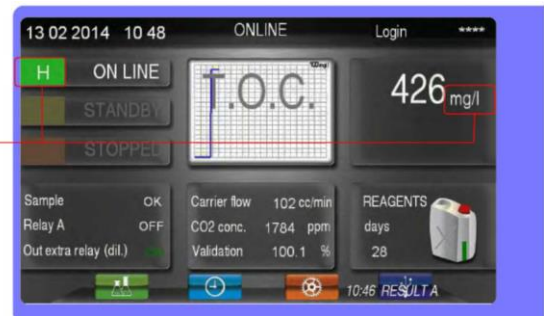 13 02 2014 10 48 ONLINE Login ****
H ON LINE
STANDBY
STOPPEL
100mg
T.O.C.
426 mg/l
Sample OK
Relay A OFF
Out extra relay (dil.)
Carrier flow 102 cc/min
CO2 conc. 1784 ppm
Validation 100.1 %
REAGENTS
days
28
10:46 RESULT A